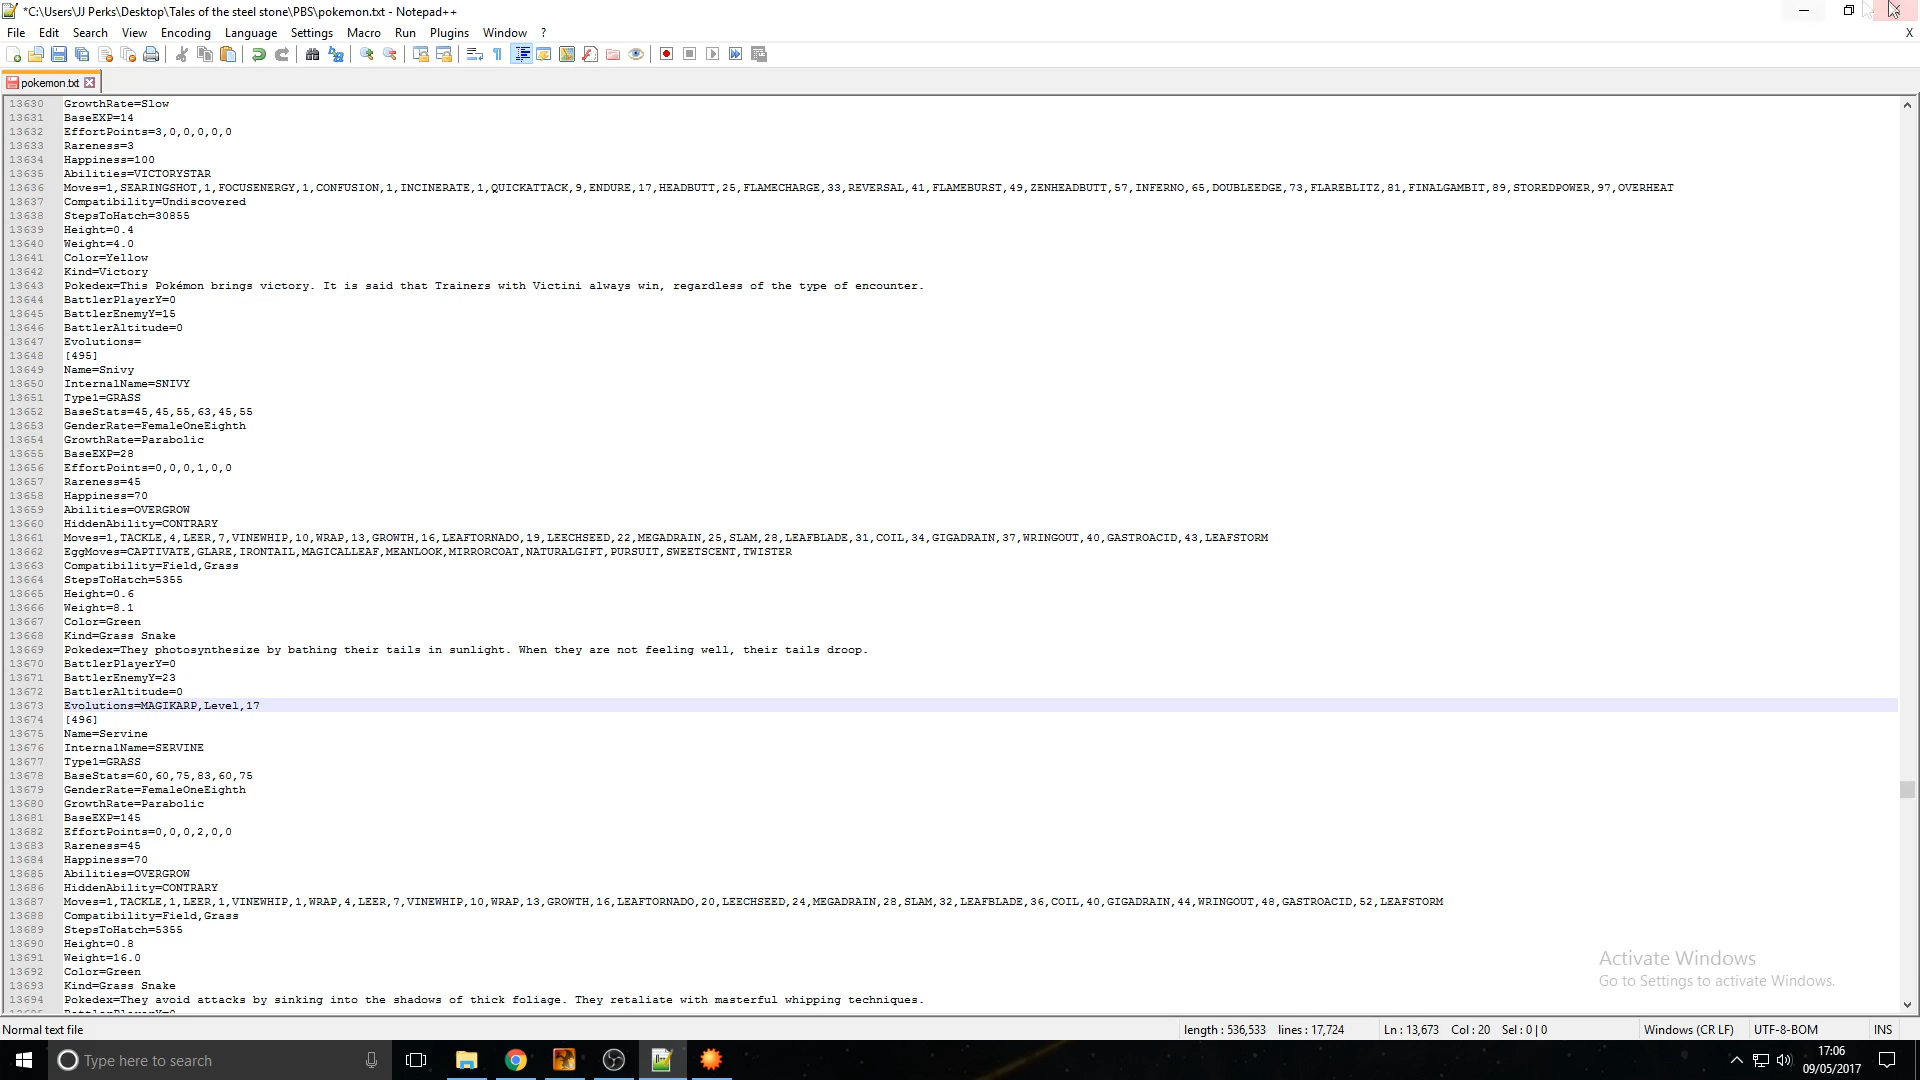 *C:\Users\JJ Perks\Desktop\Tales of the steel stone\PBS\pokemon.txt - Notepad++
File Edit Search View Encoding Language Settings Macro Run Plugins Window ? X
pokemon.txt
13630 GrowthRate=Slow
13631 BaseEXP=14
13632 EffortPoints=3,0,0,0,0,0
13633 Rareness=3
13634 Happiness=100
13635 Abilities=VICTORYSTAR
13636 Moves=1,SEARINGSHOT,1,FOCUSENERGY,1,CONFUSION,1,INCINERATE,1,QUICKATTACK,9,ENDURE,17,HEADBUTT,25,FLAMECHARGE,33,REVERSAL,41,FLAMEBURST,49,ZENHEADBUTT,57,INFERNO,65,DOUBLEEDGE,73,FLAREBLITZ,81,FINALGAMBIT,89,STOREDPOWER,97,OVERHEAT
13637 Compatibility=Undiscovered
13638 StepsToHatch=30855
13639 Height=0.4
13640 Weight=4.0
13641 Color=Yellow
13642 Kind=Victory
13643 Pokedex=This Pokémon brings victory. It is said that Trainers with Victini always win, regardless of the type of encounter.
13644 BattlerPlayerY=0
13645 BattlerEnemyY=15
13646 BattlerAltitude=0
13647 Evolutions=
13648 [495]
13649 Name=Snivy
13650 InternalName=SNIVY
13651 Type1=GRASS
13652 BaseStats=45,45,55,63,45,55
13653 GenderRate=FemaleOneEighth
13654 GrowthRate=Parabolic
13655 BaseEXP=28
13656 EffortPoints=0,0,0,1,0,0
13657 Rareness=45
13658 Happiness=70
13659 Abilities=OVERGROW
13660 HiddenAbility=CONTRARY
13661 Moves=1,TACKLE,4,LEER,7,VINEWHIP,10,WRAP,13,GROWTH,16,LEAFTORNADO,19,LEECHSEED,22,MEGADRAIN,25,SLAM,28,LEAFBLADE,31,COIL,34,GIGADRAIN,37,WRINGOUT,40,GASTROACID,43,LEAFSTORM
13662 EggMoves=CAPTIVATE,GLARE,IRONTAIL,MAGICALLEAF,MEANLOOK,MIRRORCOAT,NATURALGIFT,PURSUIT,SWEETSCENT,TWISTER
13663 Compatibility=Field,Grass
13664 StepsToHatch=5355
13665 Height=0.6
13666 Weight=8.1
13667 Color=Green
13668 Kind=Grass Snake
13669 Pokedex=They photosynthesize by bathing their tails in sunlight. When they are not feeling well, their tails droop.
13670 BattlerPlayerY=0
13671 BattlerEnemyY=23
13672 BattlerAltitude=0
13673 Evolutions=MAGIKARP,Level,17
13674 [496]
13675 Name=Servine
13676 InternalName=SERVINE
13677 Type1=GRASS
13678 BaseStats=60,60,75,83,60,75
13679 GenderRate=FemaleOneEighth
13680 GrowthRate=Parabolic
13681 BaseEXP=145
13682 EffortPoints=0,0,0,2,0,0
13683 Rareness=45
13684 Happiness=70
13685 Abilities=OVERGROW
13686 HiddenAbility=CONTRARY
13687 Moves=1,TACKLE,1,LEER,1,VINEWHIP,1,WRAP,4,LEER,7,VINEWHIP,10,WRAP,13,GROWTH,16,LEAFTORNADO,20,LEECHSEED,24,MEGADRAIN,28,SLAM,32,LEAFBLADE,36,COIL,40,GIGADRAIN,44,WRINGOUT,48,GASTROACID,52,LEAFSTORM
13688 Compatibility=Field,Grass
13689 StepsToHatch=5355
13690 Height=0.8
13691 Weight=16.0
13692 Color=Green
13693 Kind=Grass Snake
13694 Pokedex=They avoid attacks by sinking into the shadows of thick foliage. They retaliate with masterful whipping techniques.
Activate Windows
Go to Settings to activate Windows.
Normal text file length : 536,533 lines : 17,724 Ln : 13,673 Col : 20 Sel : 0 | 0 Windows (CR LF) UTF-8-BOM INS
Type here to search
17:06
09/05/2017